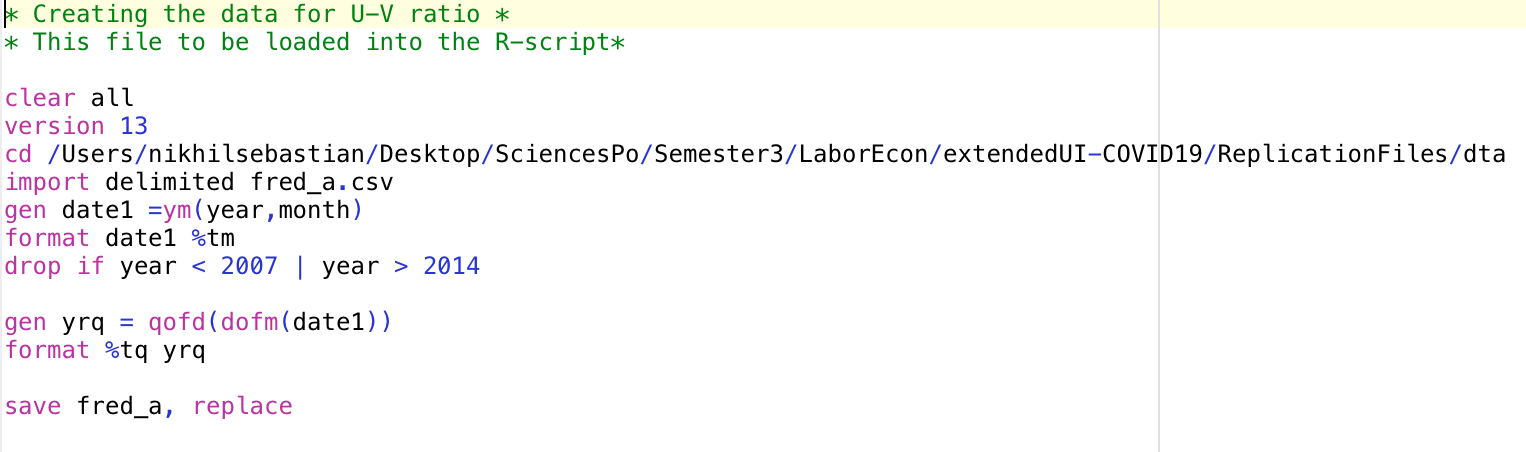 * Creating the data for U-V ratio *
* This file to be loaded into the R-script*
clear all
version 13
cd /Users/nikhilsebastian/Desktop/SciencesPo/Semester3/LaborEcon/extendedUI-COVID19/ReplicationFiles/dta
import delimited fred_a.csv
gen date1 =ym(year,month)
format date1 %tm
drop if year < 2007 | year > 2014
gen yrq = qofd(dofm(date1))
format %tq yrq
save fred_a, replace